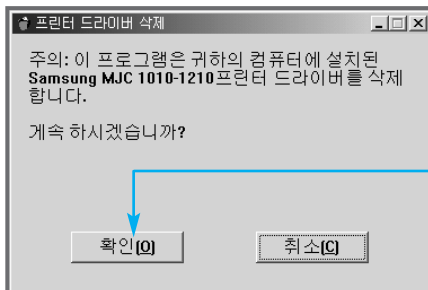 프린터 드라이버 삭제
주의: 이 프로그램은 귀하의 컴퓨터에 설치된
Samsung MJC 1010-1210프린터 드라이버를 삭제
합니다.
게속 하시겠습니까?
확인(O)
취소(C)